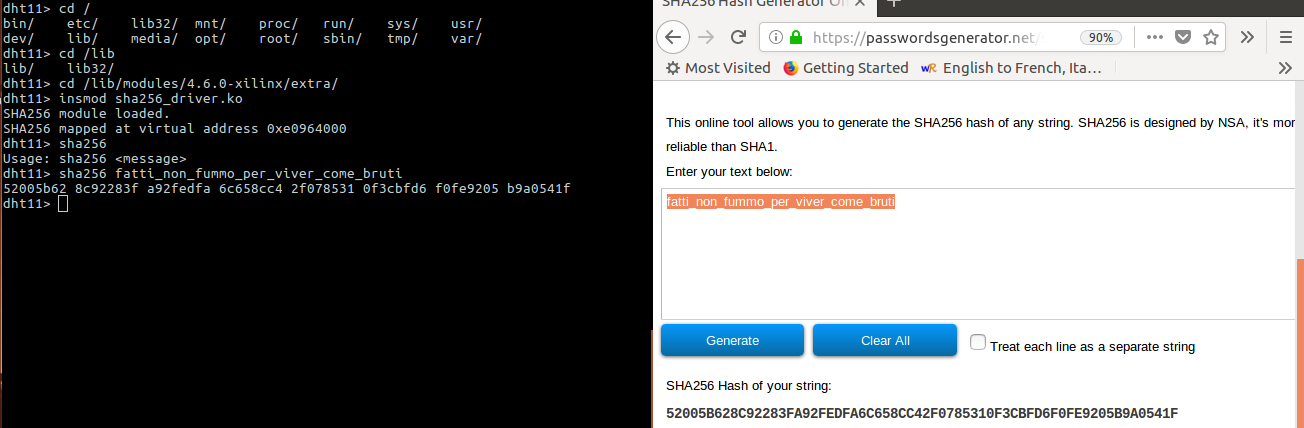 dht11> cd /
bin/ etc/ lib32/ mnt/ proc/ run/ sys/ usr/
dev/ lib/ media/ opt/ root/ sbin/ tmp/ var/
dht11> cd /lib
lib/ lib32/
dht11> cd /lib/modules/4.6.0-xilinx/extra/
dht11> insmod sha256_driver.ko
SHA256 module loaded.
SHA256 mapped at virtual address 0xe0964000
dht11> sha256
Usage: sha256 <message>
dht11> sha256 fatti_non_fummo_per_viver_come_bruti
52005b62 8c92283f a92fedfa 6c658cc4 2f078531 0f3cbfd6 f0fe9205 b9a0541f
dht11>
SHA256 Hash Generator On
https://passwordsgenerator.net/
90%
Most Visited Getting Started English to French, Ita…
This online tool allows you to generate the SHA256 hash of any string. SHA256 is designed by NSA, it's mor
reliable than SHA1.
Enter your text below:
fatti_non_fummo_per_viver_come_bruti
Generate Clear All Treat each line as a separate string
SHA256 Hash of your string:
52005B628C92283FA92FEDFA6C658CC42F0785310F3CBFD6F0FE9205B9A0541F